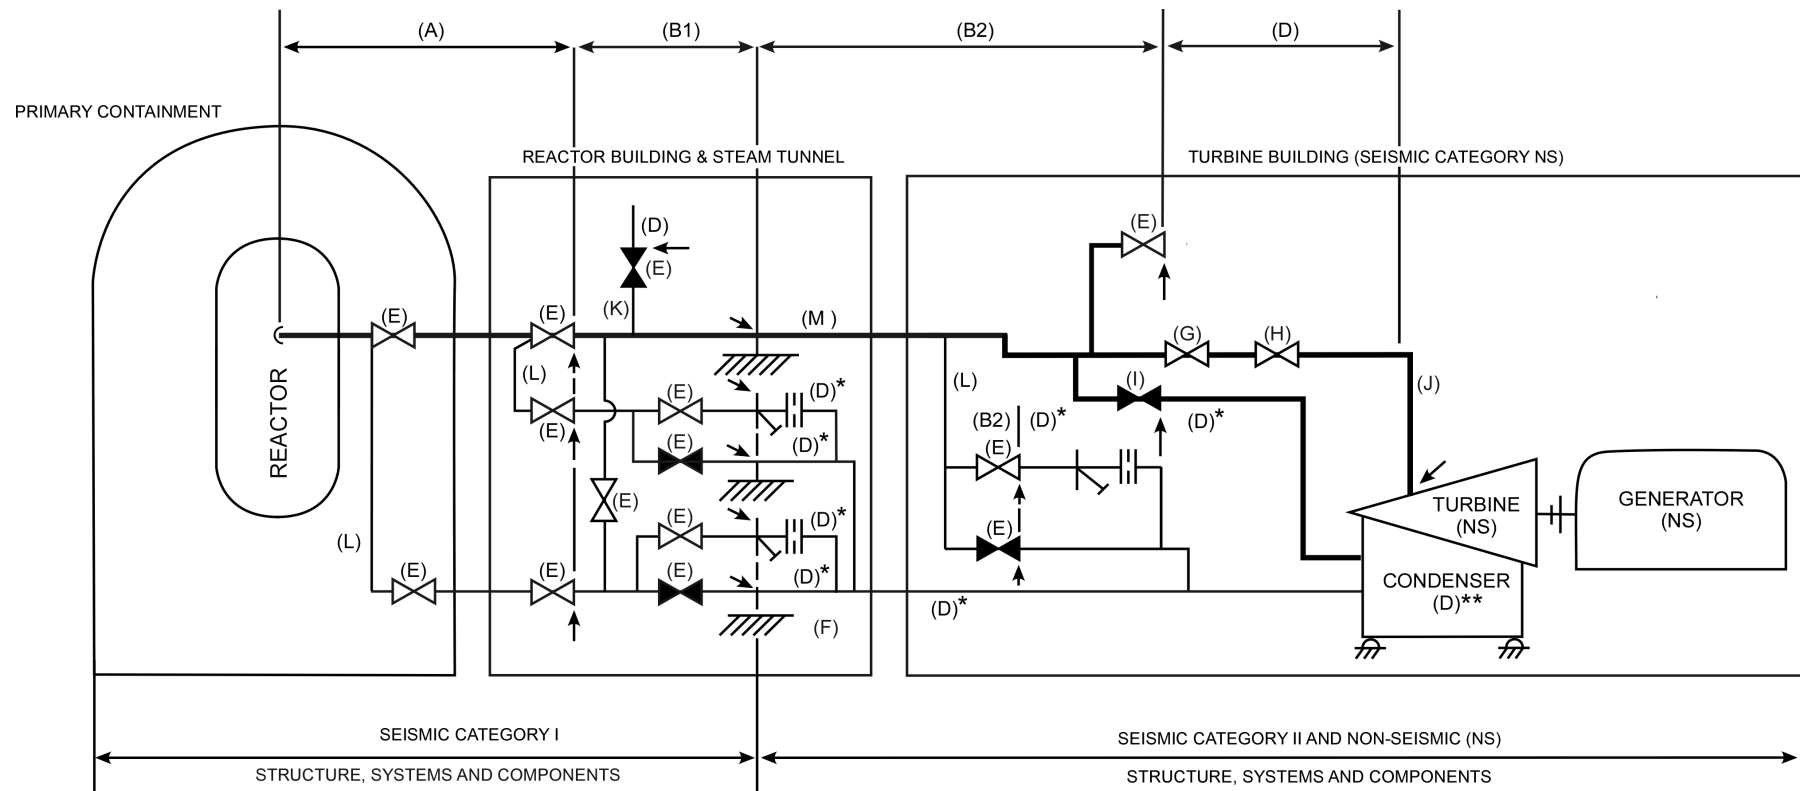 (A)
(B1)
(B2)
(D)
PRIMARY CONTAINMENT
REACTOR BUILDING & STEAM TUNNEL
TURBINE BUILDING (SEISMIC CATEGORY NS)
(D)
(E)
(E)
(K)
(E)
(E)
(M )
(G)
(H)
(L)
(E)
(E)
(D)*
(E)
(D)*
(L)
(I)
(J)
(B2)
(D)*
(D)*
(E)
REACTOR
(E)
(E)
(D)*
(E)
TURBINE
(NS)
GENERATOR
(NS)
(L)
(E)
(E)
(E)
(D)*
(D)*
CONDENSER
(D)**
(F)
SEISMIC CATEGORY I
STRUCTURE, SYSTEMS AND COMPONENTS
SEISMIC CATEGORY II AND NON-SEISMIC (NS)
STRUCTURE, SYSTEMS AND COMPONENTS